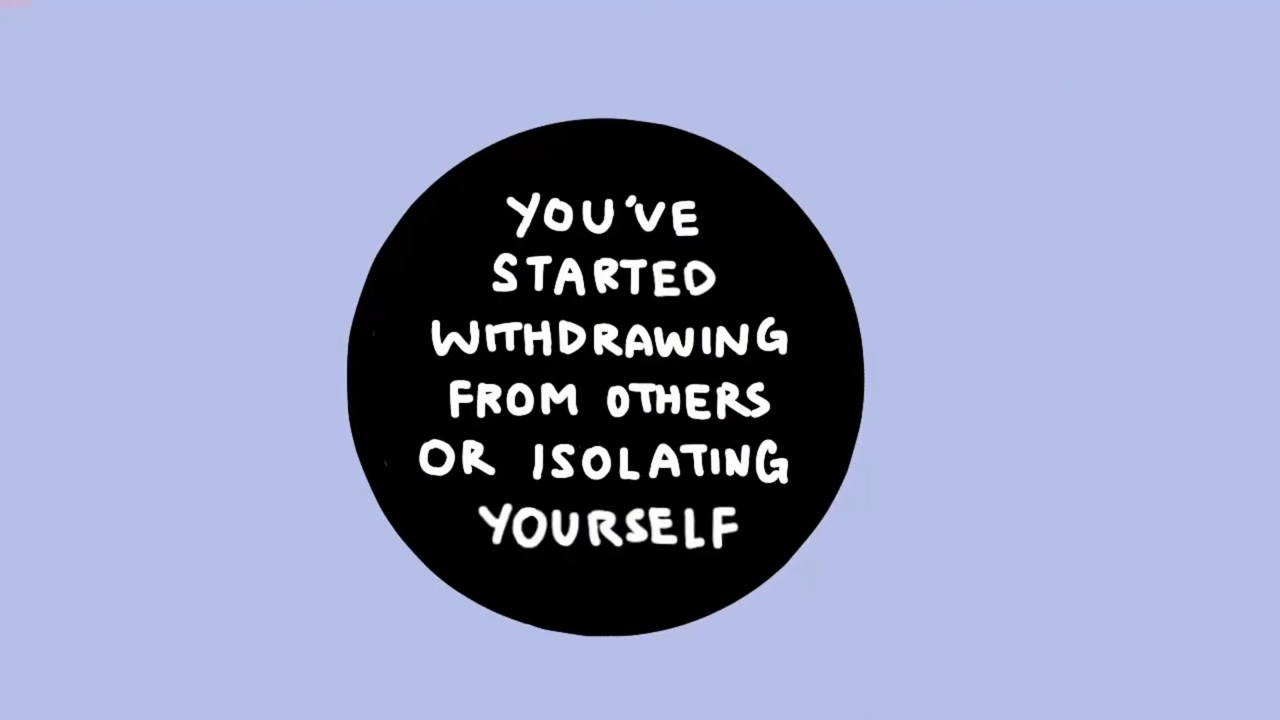 YOU'VE
STARTED
WITHDRAWING
FROM OTHERS
OR ISOLATING
YOURSELF